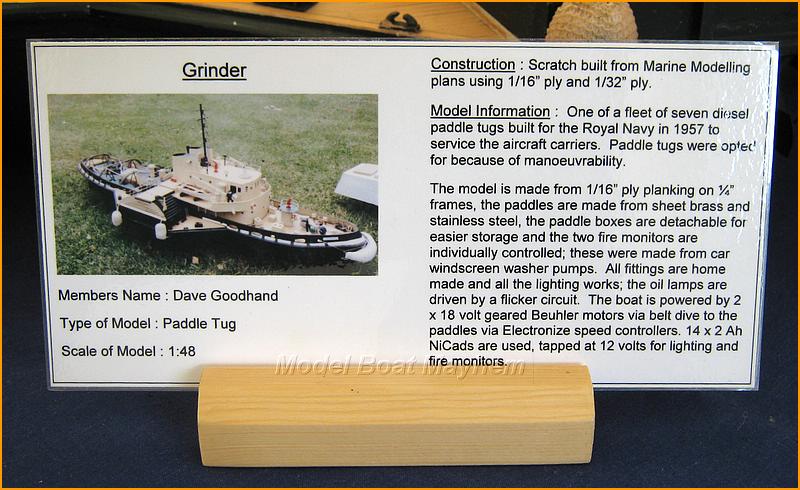 Grinder
Members Name : Dave Goodhand
Type of Model : Paddle Tug
Scale of Model : 1:48
Construction : Scratch built from Marine Modelling
plans using 1/16" ply and 1/32" ply.
Model Information : One of a fleet of seven diesel
paddle tugs built for the Royal Navy in 1957 to
service the aircraft carriers. Paddle tugs were opted
for because of manoeuvrability.
The model is made from 1/16" ply planking on ¼"
frames, the paddles are made from sheet brass and
stainless steel, the paddle boxes are detachable for
easier storage and the two fire monitors are
individually controlled; these were made from car
windscreen washer pumps. All fittings are home
made and all the lighting works; the oil lamps are
driven by a flicker circuit. The boat is powered by 2
x 18 volt geared Beuhler motors via belt dive to the
paddles via Electronize speed controllers. 14 x 2 Ah
NiCads are used, tapped at 12 volts for lighting and
fire monitors.
Model Boat Mayhem